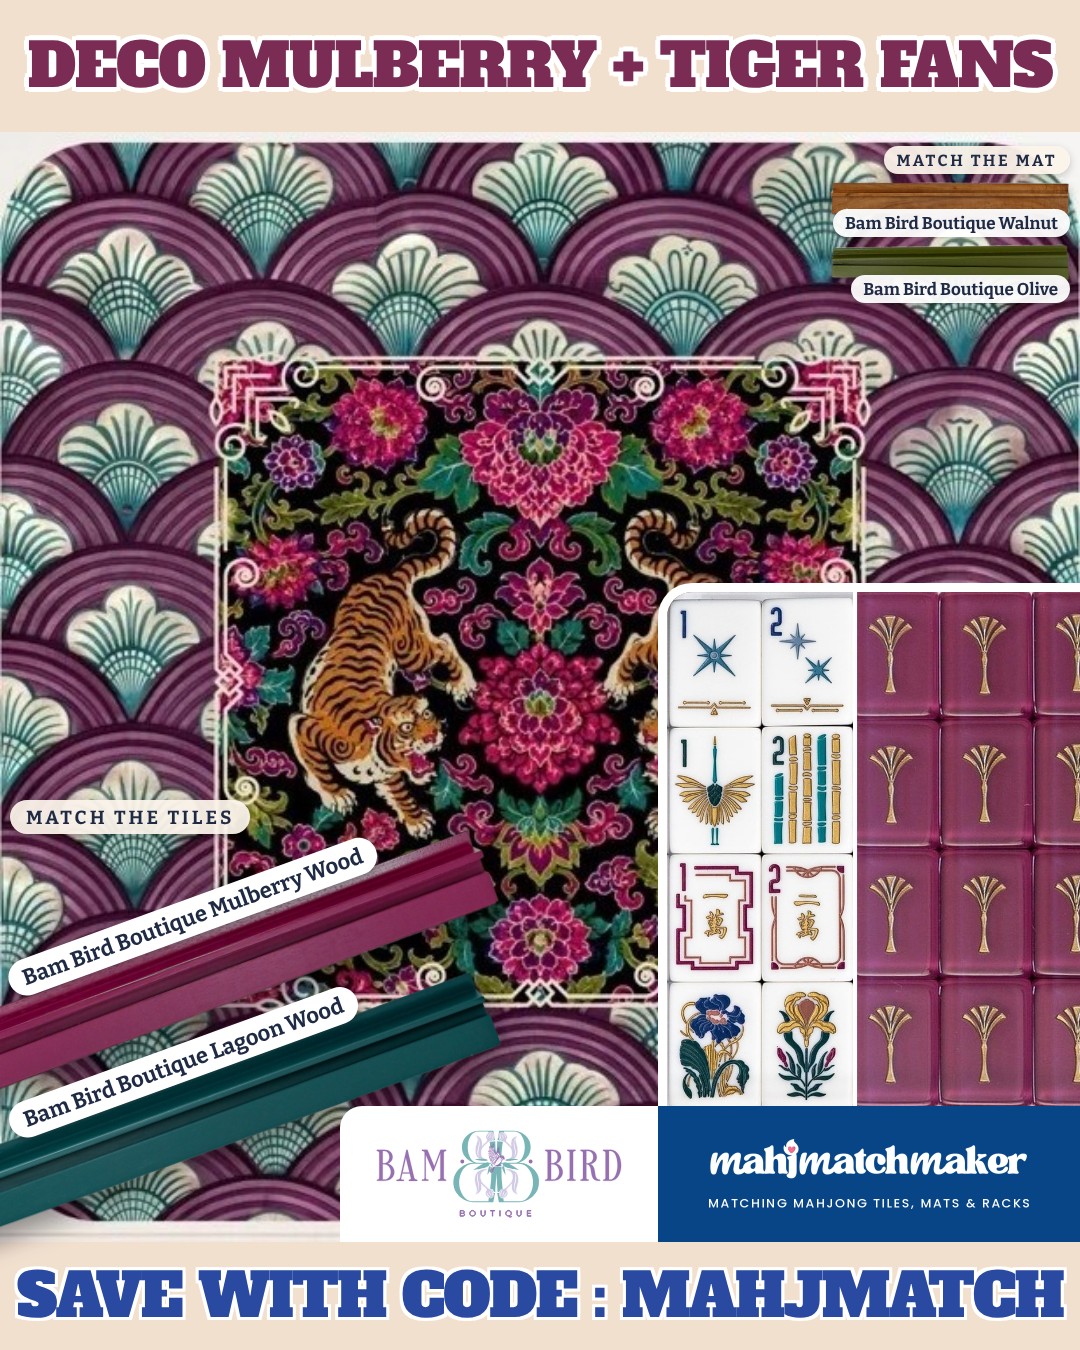 DECO MULBERRY + TIGER FANS
MATCH THE MAT
Bam Bird Boutique Walnut
Bam Bird Boutique Olive
1
2
1
2
1
一
萬
2
二
萬
MATCH THE TILES
Bam Bird Boutique Mulberry Wood
Bam Bird Boutique Lagoon Wood
BAM BIRD
BOUTIQUE
mahjmatchmaker
MATCHING MAHJONG TILES, MATS & RACKS
SAVE WITH CODE : MAHJMATCH